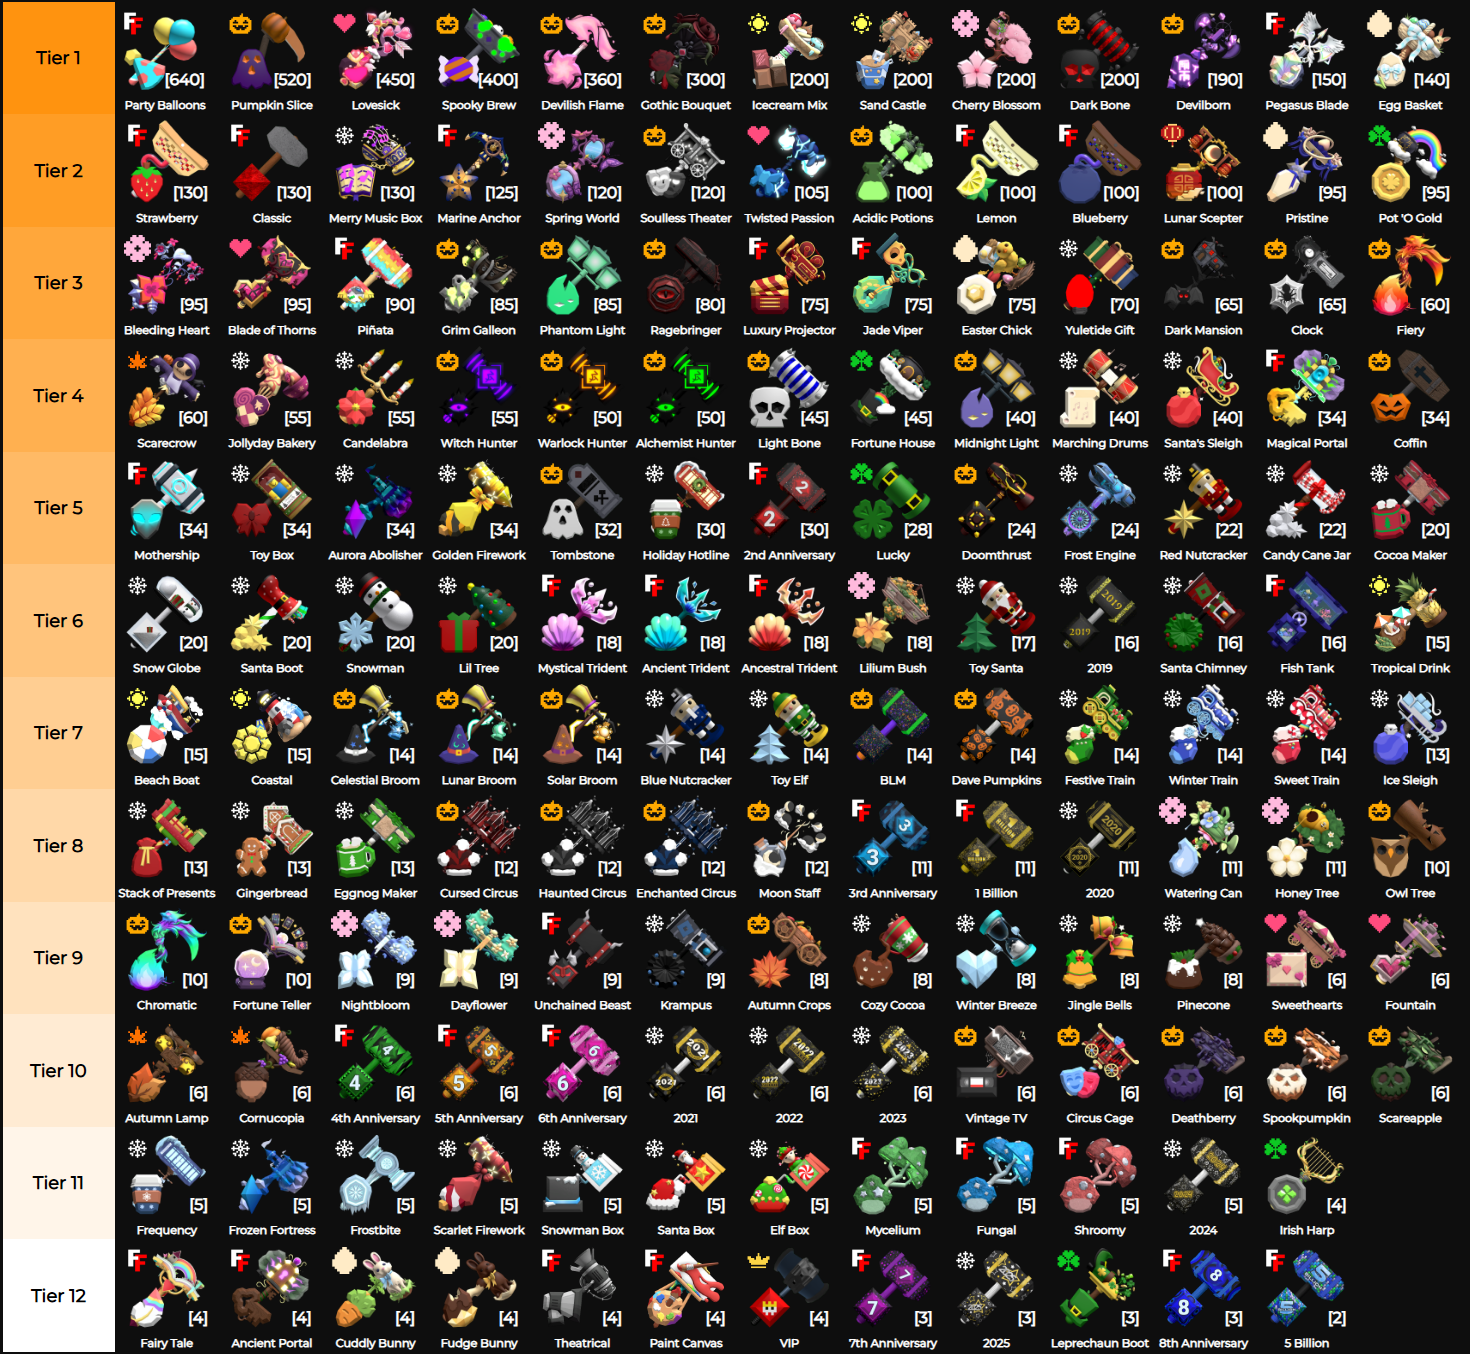 Tier 1
[640] [520] [450] [400] [360] [300] [200] [200] [200] [200] [190] [150] [140]
Party Balloons Pumpkin Slice Lovesick Spooky Brew Devilish Flame Gothic Bouquet Icecream Mix Sand Castle Cherry Blossom Dark Bone Devilborn Pegasus Blade Egg Basket
Tier 2
[130] [130] [130] [125] [120] [120] [105] [100] [100] [100] [100] [95] [95]
Strawberry Classic Merry Music Box Marine Anchor Spring World Soulless Theater Twisted Passion Acidic Potions Lemon Blueberry Lunar Scepter Pristine Pot 'O Gold
Tier 3
[95] [95] [90] [85] [85] [80] [75] [75] [75] [70] [65] [65] [60]
Bleeding Heart Blade of Thorns Piñata Grim Galleon Phantom Light Ragebringer Luxury Projector Jade Viper Easter Chick Yuletide Gift Dark Mansion Clock Fiery
Tier 4
[60] [55] [55] [55] [50] [50] [45] [45] [40] [40] [40] [34] [34]
Scarecrow Jollyday Bakery Candelabra Witch Hunter Warlock Hunter Alchemist Hunter Light Bone Fortune House Midnight Light Marching Drums Santa's Sleigh Magical Portal Coffin
Tier 5
[34] [34] [34] [34] [32] [30] [30] [28] [24] [24] [22] [22] [20]
Mothership Toy Box Aurora Abolisher Golden Firework Tombstone Holiday Hotline 2nd Anniversary Lucky Doomthrust Frost Engine Red Nutcracker Candy Cane Jar Cocoa Maker
Tier 6
[20] [20] [20] [20] [18] [18] [18] [18] [17] [16] [16] [16] [15]
Snow Globe Santa Boot Snowman Lil Tree Mystical Trident Ancient Trident Ancestral Trident Lilium Bush Toy Santa 2019 Santa Chimney Fish Tank Tropical Drink
Tier 7
[15] [15] [14] [14] [14] [14] [14] [14] [14] [14] [14] [14] [13]
Beach Boat Coastal Celestial Broom Lunar Broom Solar Broom Blue Nutcracker Toy Elf BLM Dave Pumpkins Festive Train Winter Train Sweet Train Ice Sleigh
Tier 8
[13] [13] [13] [12] [12] [12] [12] [11] [11] [11] [11] [11] [10]
Stack of Presents Gingerbread Eggnog Maker Cursed Circus Haunted Circus Enchanted Circus Moon Staff 3rd Anniversary 1 Billion 2020 Watering Can Honey Tree Owl Tree
Tier 9
[10] [10] [9] [9] [9] [9] [8] [8] [8] [8] [8] [6] [6]
Chromatic Fortune Teller Nightbloom Dayflower Unchained Beast Krampus Autumn Crops Cozy Cocoa Winter Breeze Jingle Bells Pinecone Sweethearts Fountain
Tier 10
[6] [6] [6] [6] [6] [6] [6] [6] [6] [6] [6] [6] [6]
Autumn Lamp Cornucopia 4th Anniversary 5th Anniversary 6th Anniversary 2021 2022 2023 Vintage TV Circus Cage Deathberry Spookpumpkin Scareapple
Tier 11
[5] [5] [5] [5] [5] [5] [5] [5] [5] [5] [5] [4]
Frequency Frozen Fortress Frostbite Scarlet Firework Snowman Box Santa Box Elf Box Mycelium Fungal Shroomy 2024 Irish Harp
Tier 12
[4] [4] [4] [4] [4] [4] [4] [3] [3] [3] [3] [2]
Fairy Tale Ancient Portal Cuddly Bunny Fudge Bunny Theatrical Paint Canvas VIP 7th Anniversary 2025 Leprechaun Boot 8th Anniversary 5 Billion